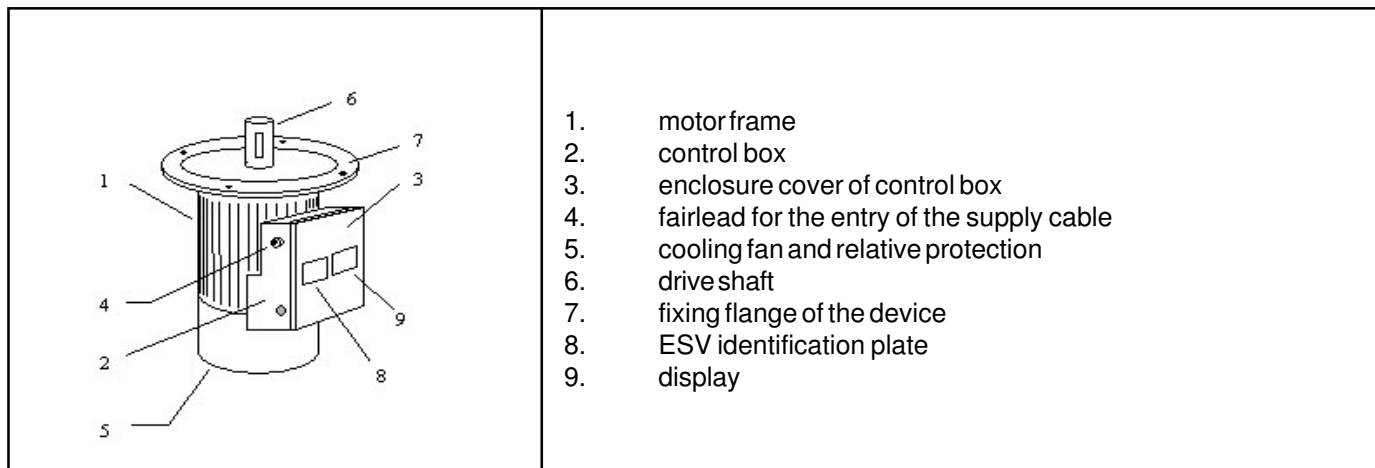 6
7
1
3
4
9
2
8
5
1. motor frame
2. control box
3. enclosure cover of control box
4. fairlead for the entry of the supply cable
5. cooling fan and relative protection
6. drive shaft
7. fixing flange of the device
8. ESV identification plate
9. display